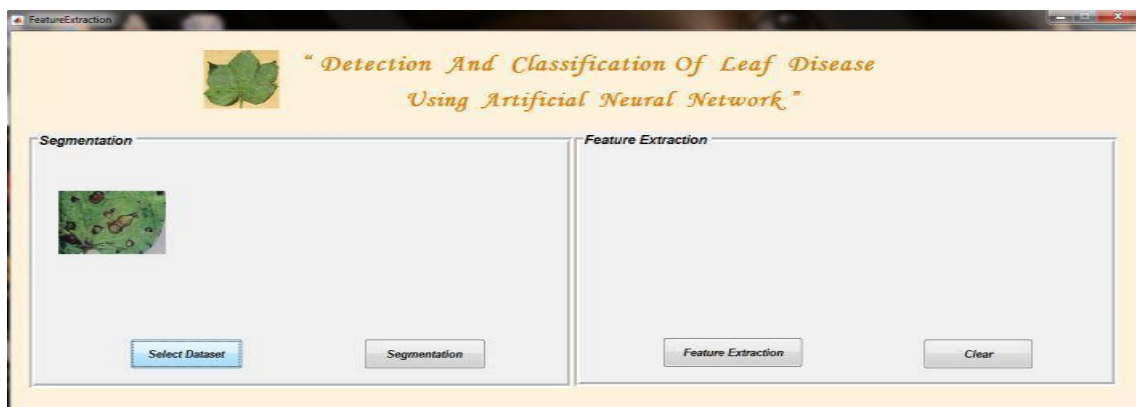 FeatureExtraction
“ Detection And Classification Of Leaf Disease
Using Artificial Neural Network ”
Segmentation
Feature Extraction
Select Dataset
Segmentation
Feature Extraction
Clear